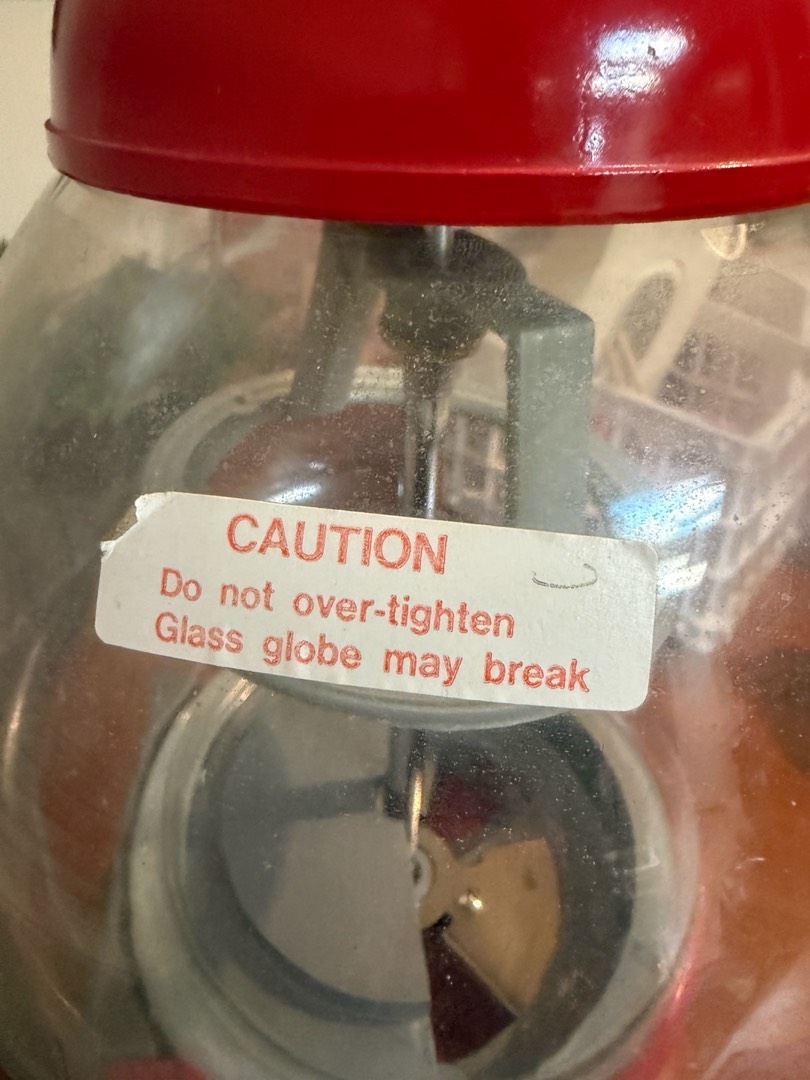 CAUTION
Do not over-tighten
Glass globe may break